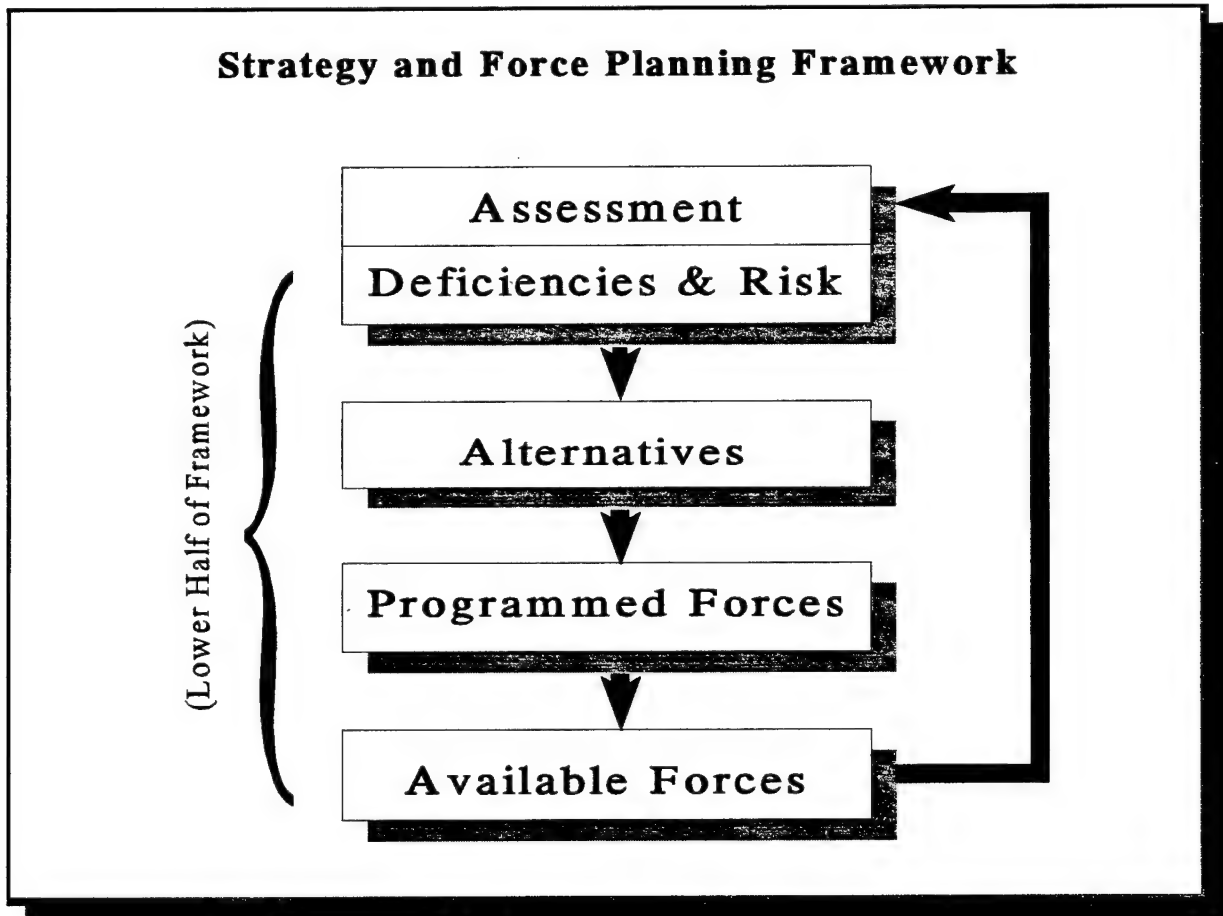 Strategy and Force Planning Framework
Assessment
Deficiencies & Risk
(Lower Half of Framework)
Alternatives
Programmed Forces
Available Forces